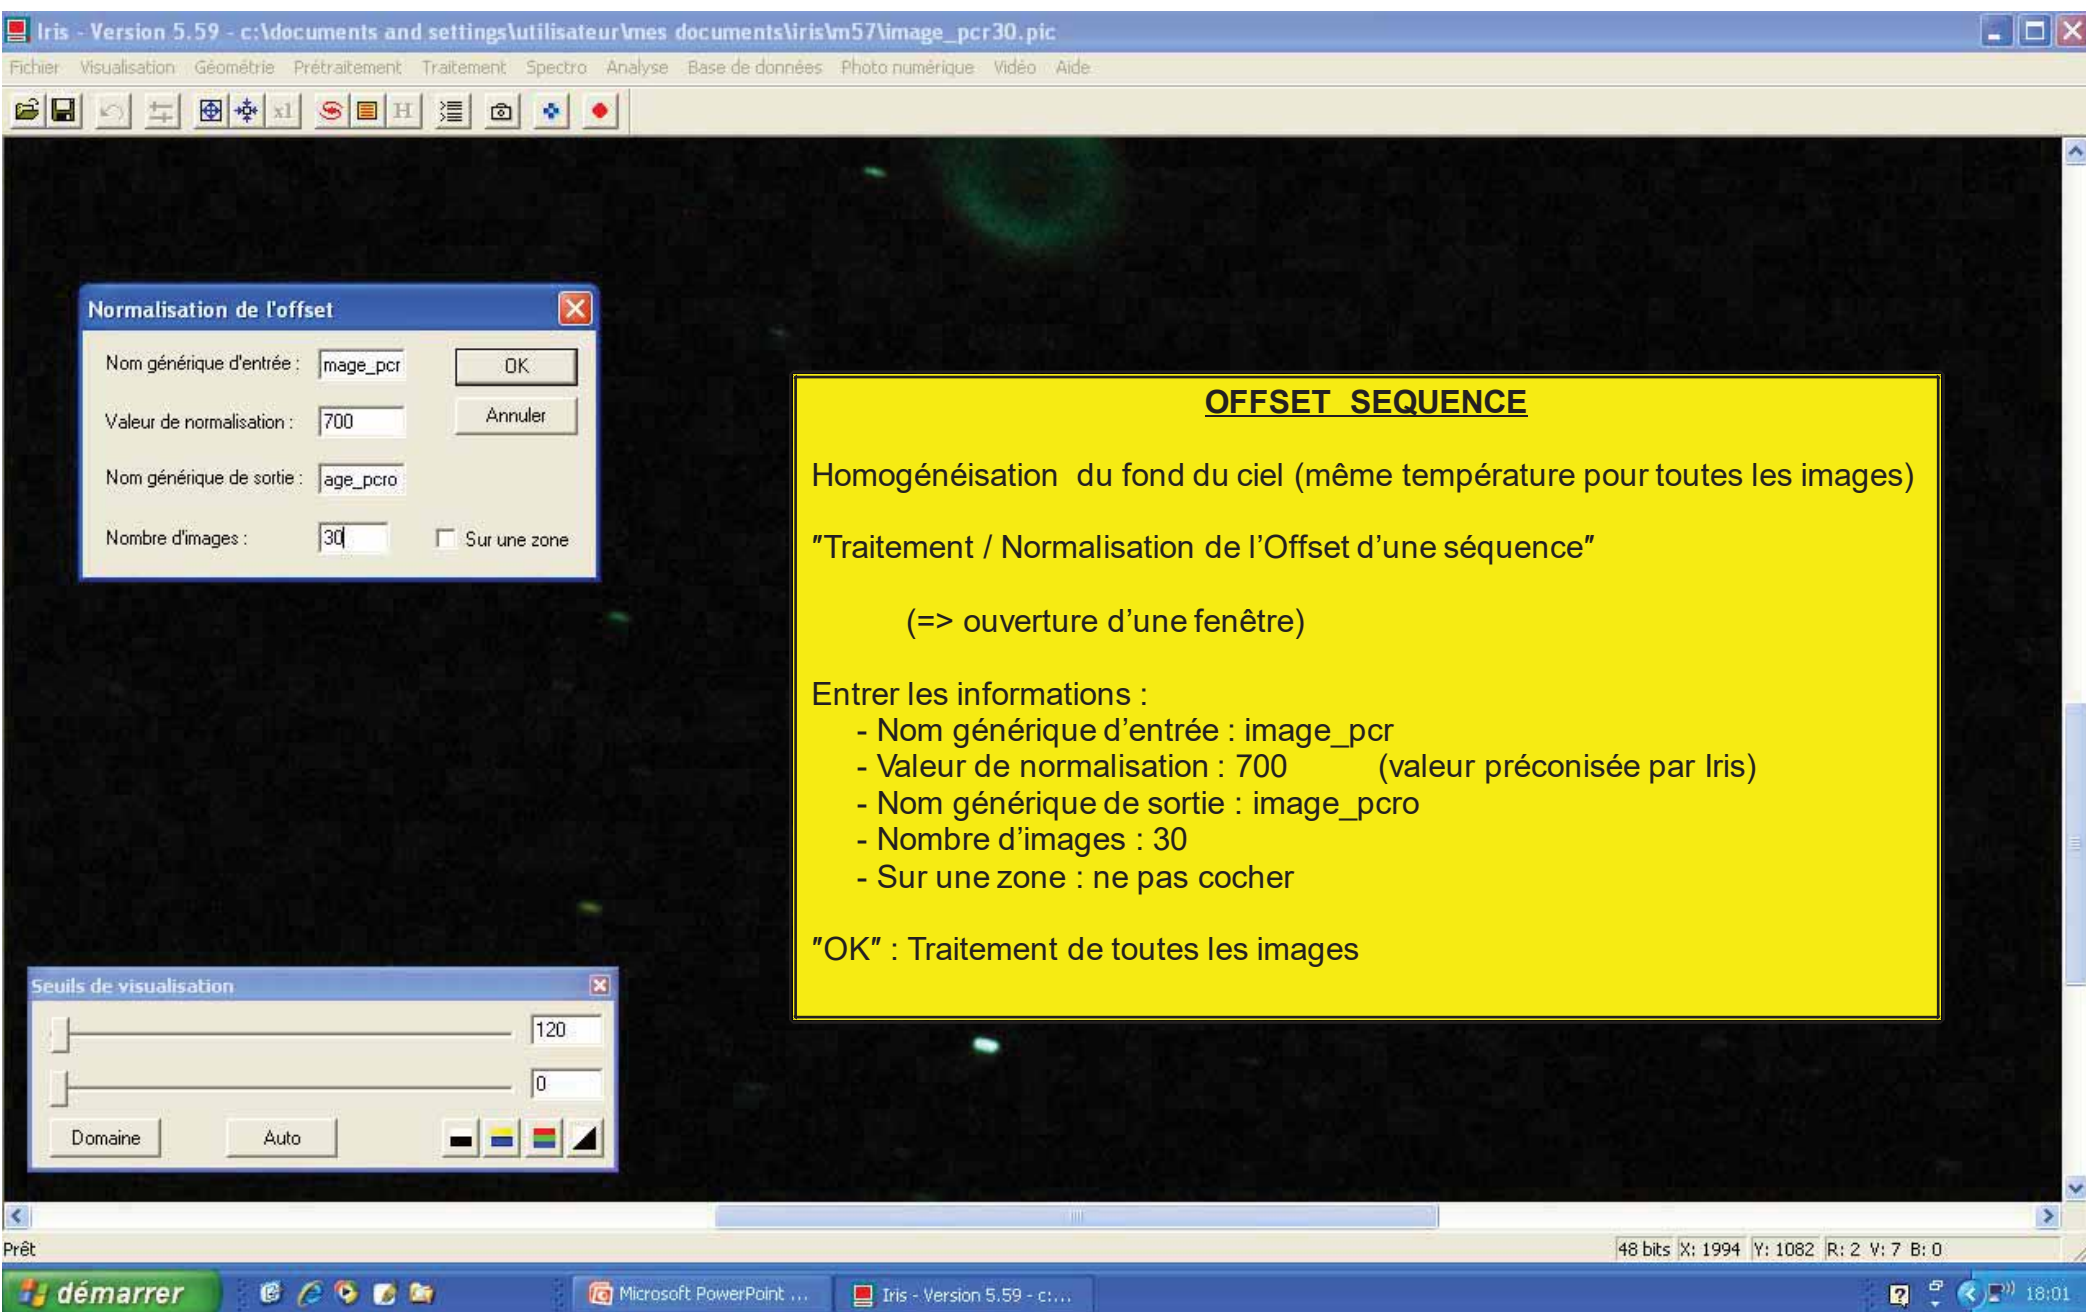 Iris - Version 5.59 - c:\documents and settings\utilisateur\mes documents\iris\m57\image_pcr30.pic
Fichier Visualisation Géométrie Prétraitement Traitement Spectro Analyse Base de données Photo numérique Vidéo Aide
x1 H
Normalisation de l'offset
Nom générique d'entrée : mage_pcr OK
Valeur de normalisation : 700 Annuler
Nom générique de sortie : age_pcro
Nombre d'images : 30 Sur une zone
OFFSET SEQUENCE
Homogénéisation du fond du ciel (même température pour toutes les images)
"Traitement / Normalisation de l’Offset d’une séquence"
(=> ouverture d’une fenêtre)
Entrer les informations :
- Nom générique d’entrée : image_pcr
- Valeur de normalisation : 700 (valeur préconisée par Iris)
- Nom générique de sortie : image_pcro
- Nombre d’images : 30
- Sur une zone : ne pas cocher
"OK" : Traitement de toutes les images
Seuils de visualisation
120
0
Domaine Auto
Prêt 48 bits X: 1994 Y: 1082 R: 2 V: 7 B: 0
démarrer Microsoft PowerPoint ... Iris - Version 5.59 - c:... 18:01